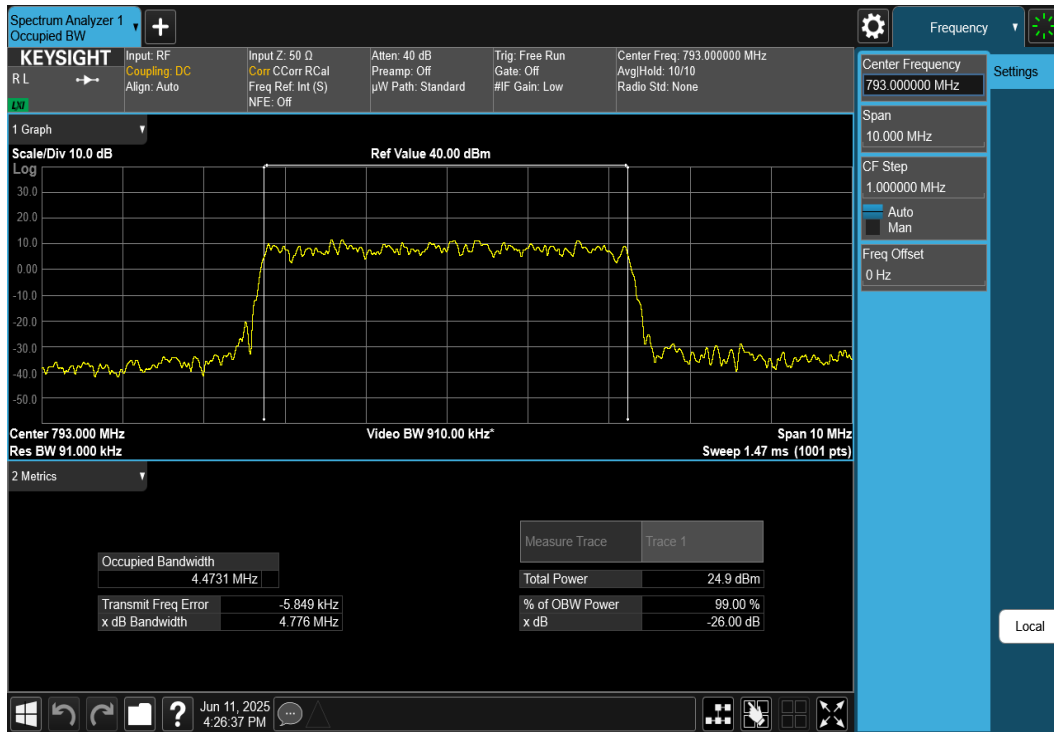 Spectrum Analyzer 1
Occupied BW
Frequency
KEYSIGHT
R L
LXI
Input: RF
Coupling: DC
Align: Auto
Input Z: 50 Ω
Corr CCorr RCal
Freq Ref: Int (S)
NFE: Off
Atten: 40 dB
Preamp: Off
µW Path: Standard
Trig: Free Run
Gate: Off
#IF Gain: Low
Center Freq: 793.000000 MHz
Avg|Hold: 10/10
Radio Std: None
Center Frequency
793.000000 MHz
Settings
Span
10.000 MHz
CF Step
1.000000 MHz
Auto
Man
Freq Offset
0 Hz
1 Graph
Scale/Div 10.0 dB
Ref Value 40.00 dBm
Log
30.0
20.0
10.0
0.00
-10.0
-20.0
-30.0
-40.0
-50.0
Center 793.000 MHz
Video BW 910.00 kHz*
Span 10 MHz
Res BW 91.000 kHz
Sweep 1.47 ms (1001 pts)
2 Metrics
Measure Trace
Trace 1
Occupied Bandwidth
4.4731 MHz
Total Power
24.9 dBm
Transmit Freq Error
-5.849 kHz
% of OBW Power
99.00 %
x dB Bandwidth
4.776 MHz
x dB
-26.00 dB
Local
?
Jun 11, 2025
4:26:37 PM